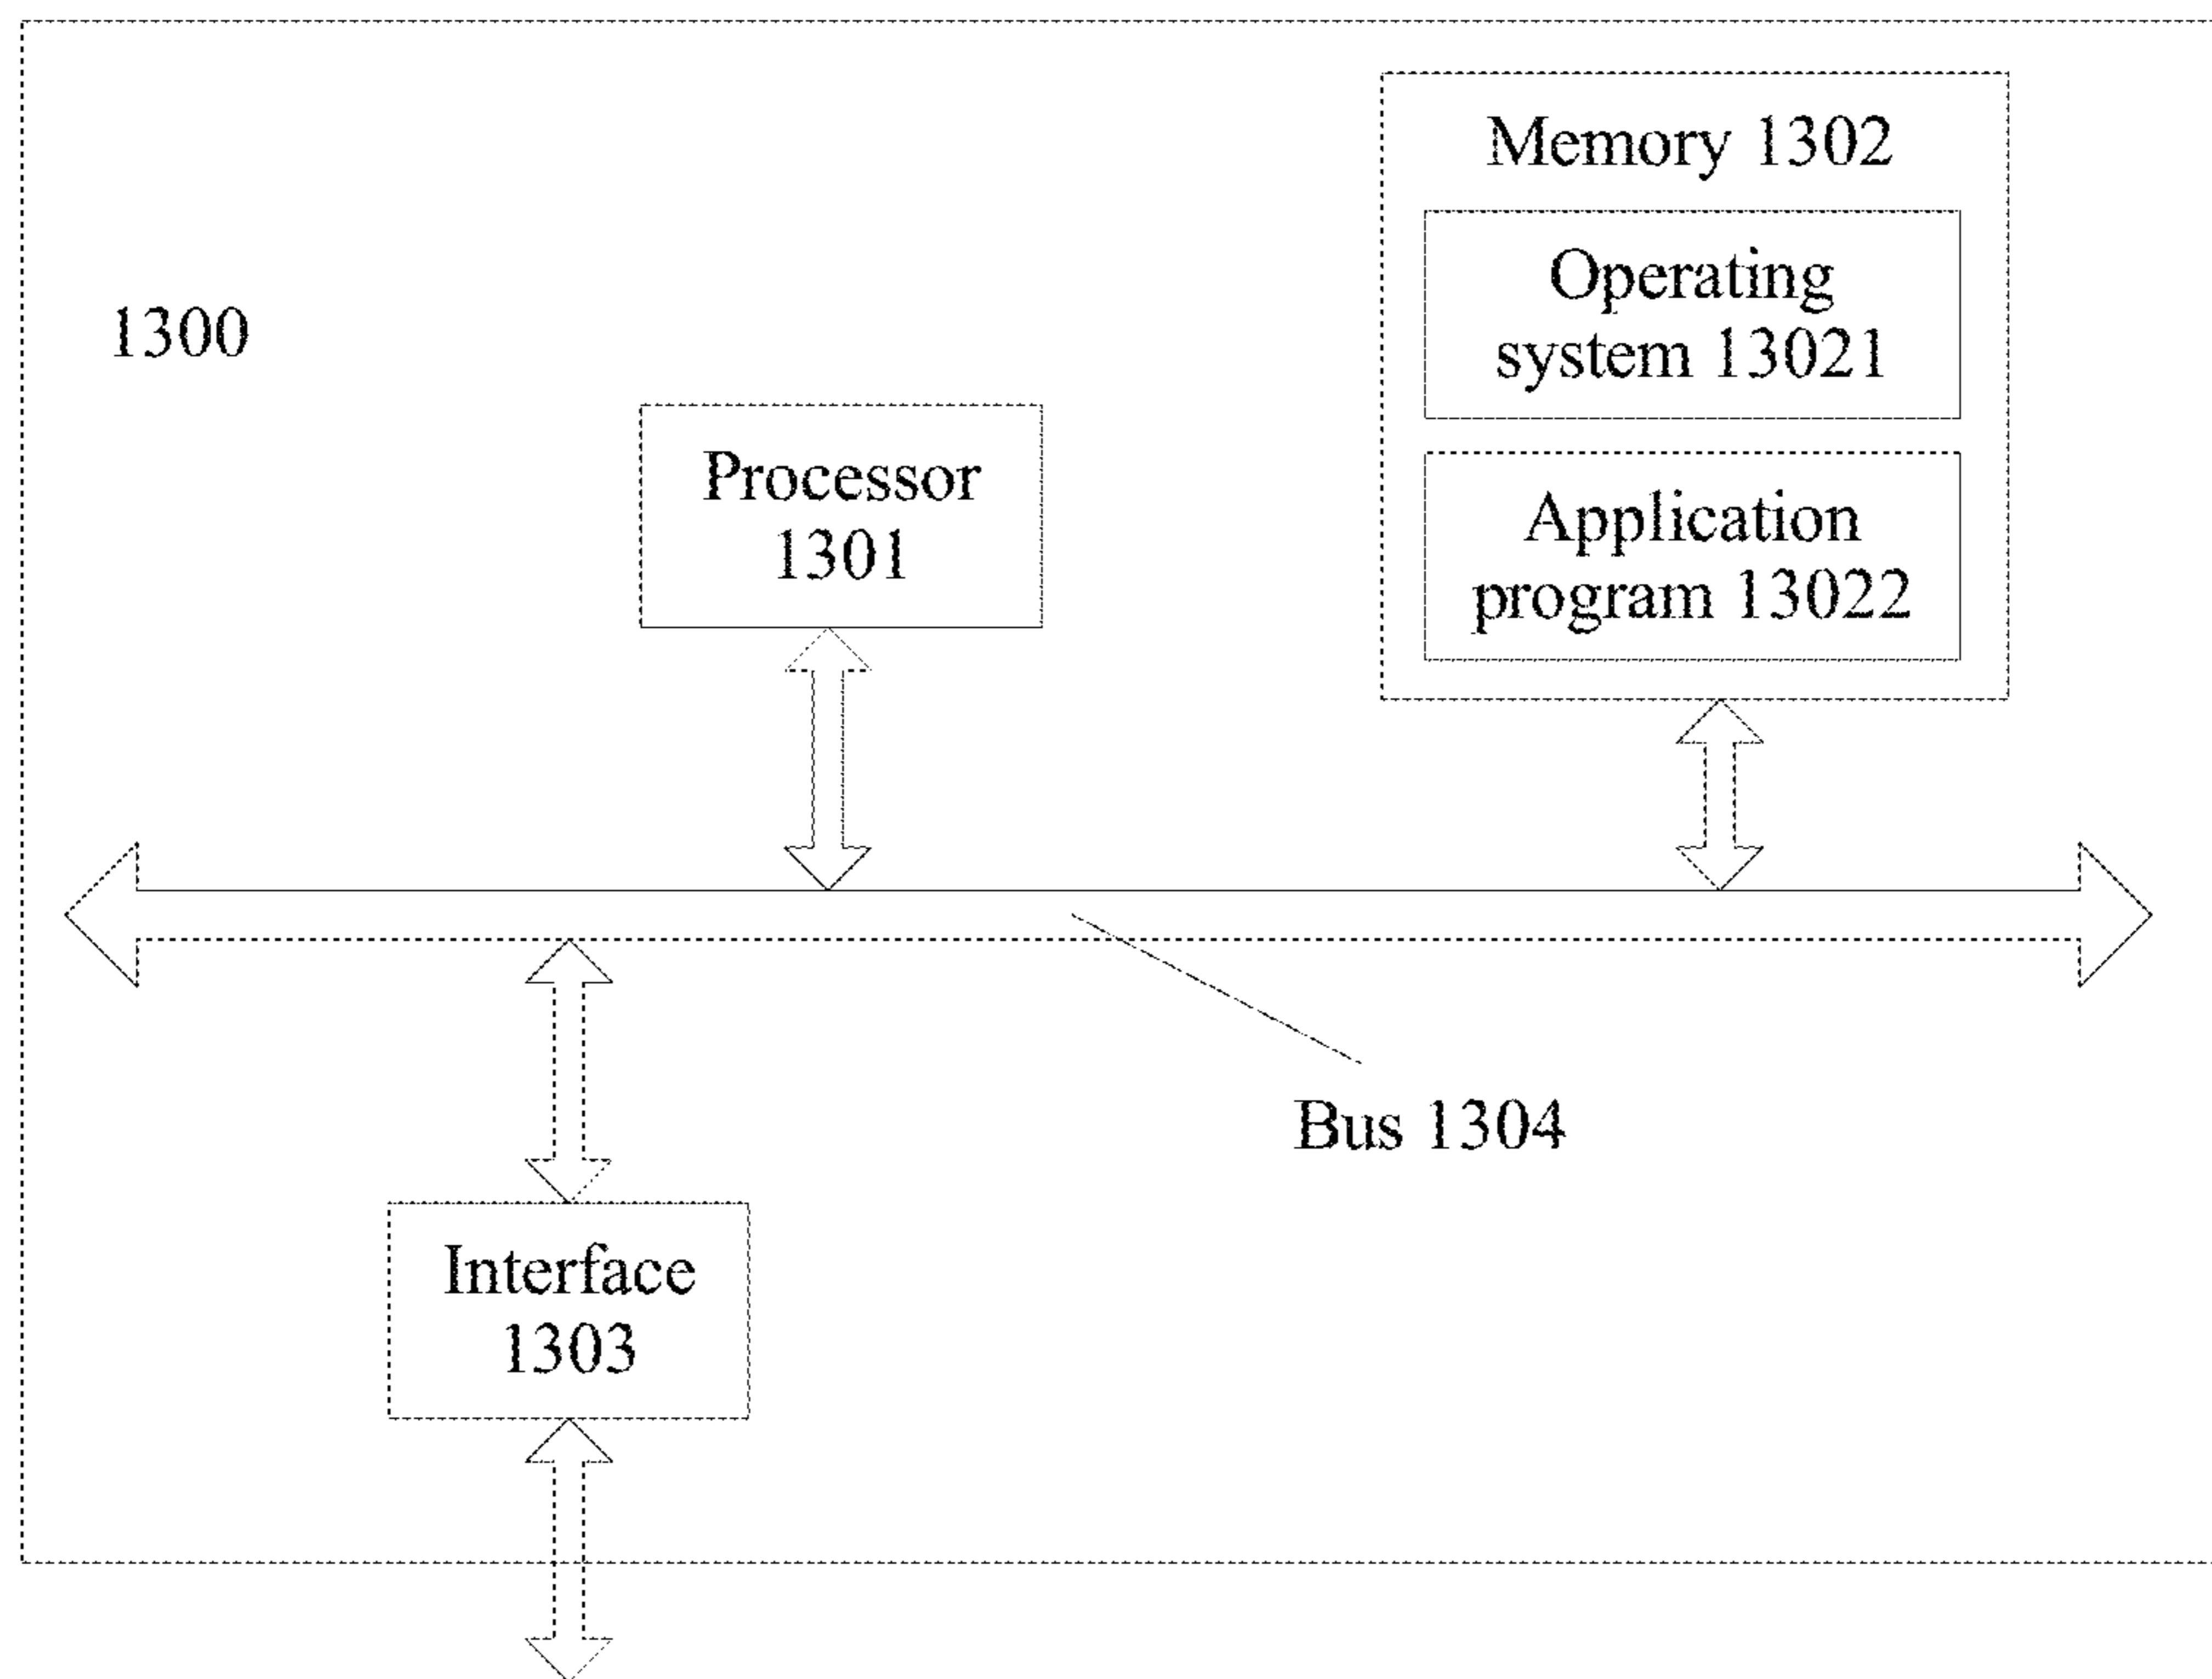 Memory 1302
Operating
system 13021
1300
Processor
1301
Application
program 13022
Bus 1304
Interface
1303